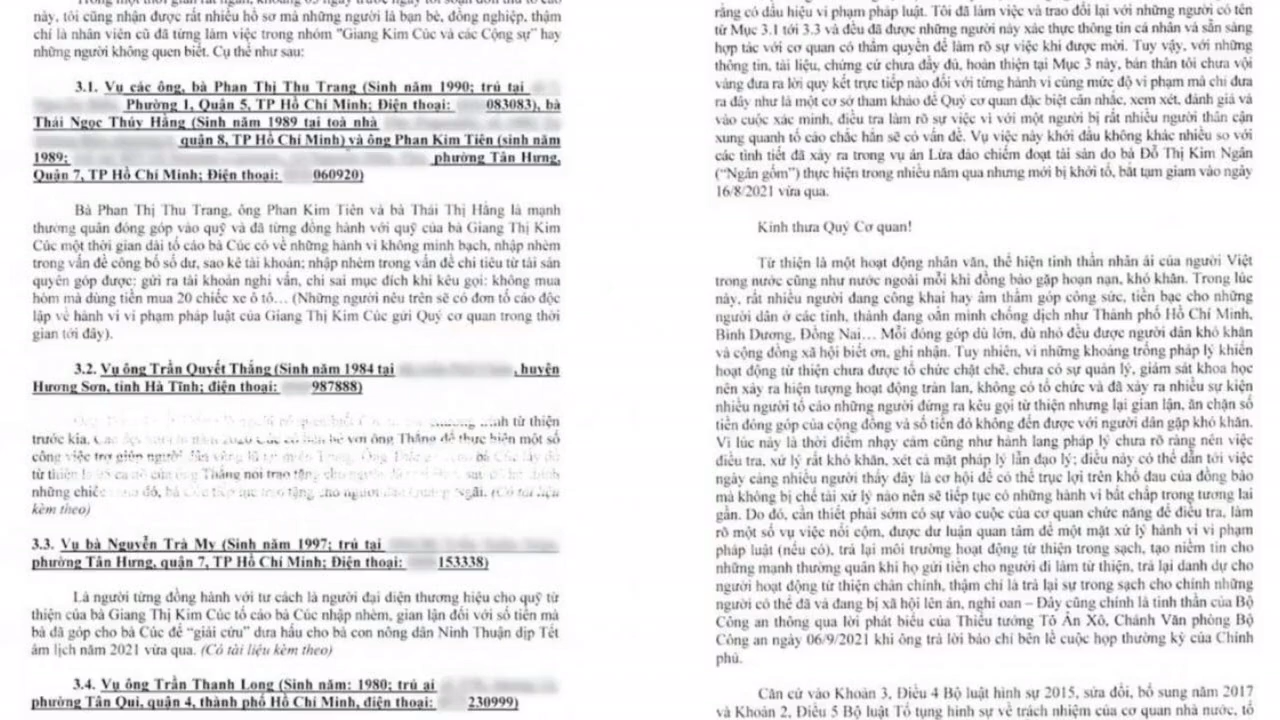 này, tôi cũng nhận được rất nhiều hồ sơ mà những người là bạn bè, đồng nghiệp, thậm
chí là nhân viên cũ đã từng làm việc trong nhóm "Giang Kim Cúc và các Cộng sự" hay
những người không quen biết. Cụ thể như sau:
3.1. Vụ các ông, bà Phan Thị Thu Trang (Sinh năm 1990; trú tại
Phường 1, Quận 5, TP Hồ Chí Minh; Điện thoại: 083083), bà
Thái Ngọc Thúy Hằng (Sinh năm 1989 tại toà nhà
quận 8, TP Hồ Chí Minh) và ông Phan Kim Tiên (sinh năm
1989; phường Tân Hưng,
Quận 7, TP Hồ Chí Minh; Điện thoại: 060920)
Bà Phan Thị Thu Trang, ông Phan Kim Tiên và bà Thái Thị Hằng là mạnh
thường quân đóng góp vào quỹ và đã từng đồng hành với quỹ của bà Giang Thị Kim
Cúc một thời gian dài tố cáo bà Cúc có về những hành vi không minh bạch, nhập nhèm
trong vấn đề công bố số dư, sao kê tài khoản; nhập nhèm trong vấn đề chi tiêu từ tài sản
quyên góp được; gửi ra tài khoản nghi vấn, chi sai mục đích khi kêu gọi: không mua
hòm mà dùng tiền mua 20 chiếc xe ô tô… (Những người nêu trên sẽ có đơn tố cáo độc
lập về hành vi vi phạm pháp luật của Giang Thị Kim Cúc gửi Quý cơ quan trong thời
gian tới đây).
3.2. Vụ ông Trần Quyết Thắng (Sinh năm 1984 tại , huyện
Hương Sơn, tỉnh Hà Tĩnh; điện thoại: 987888)
từ thiện
trước kia. ông Thắng để thực hiện một số
công việc trợ giúp người
từ thiện của ông Thắng nói trao tặng
những Quảng Ngãi. (Có tài liệu
kèm theo)
3.3. Vụ bà Nguyễn Trà My (Sinh năm 1997; trú tại
phường Tân Hưng, quận 7, TP Hồ Chí Minh; Điện thoại: 153338)
Là người từng đồng hành với tư cách là người đại diện thương hiệu cho quỹ từ
thiện của bà Giang Thị Kim Cúc tố cáo bà Cúc nhập nhèm, gian lận đối với số tiền mà
bà đã góp cho bà Cúc để “giải cứu” dưa hấu cho bà con nông dân Ninh Thuận dịp Tết
âm lịch năm 2021 vừa qua. (Có tài liệu kèm theo)
3.4. Vụ ông Trần Thanh Long (Sinh năm: 1980; trú ại
phường Tân Qui, quận 4, thành phố Hồ Chí Minh, điện thoại: 230999)
rằng có dấu hiệu vi phạm pháp luật. Tôi đã làm việc và trao đổi lại với những người có tên
từ Mục 3.1 tới 3.3 và đều đã được những người này xác thực thông tin cá nhân và sẵn sàng
hợp tác với cơ quan có thẩm quyền để làm rõ sự việc khi được mời. Tuy vậy, với những
thông tin, tài liệu, chứng cứ chưa đầy đủ, hoàn thiện tại Mục 3 này, bản thân tôi chưa vội
vàng đưa ra lời quy kết trực tiếp nào đối với từng hành vi cùng mức độ vi phạm mà chỉ đưa
ra đây như là một cơ sở tham khảo để Quý cơ quan đặc biệt cân nhắc, xem xét, đánh giá và
vào cuộc xác minh, điều tra làm rõ sự việc vì với một người bị rất nhiều người thân cận
xung quanh tố cáo chắc hẳn sẽ có vấn đề. Vụ việc này khởi đầu không khác nhiều so với
các tình tiết đã xảy ra trong vụ án Lừa đảo chiếm đoạt tài sản do bà Đỗ Thị Kim Ngân
(“Ngân gồm”) thực hiện trong nhiều năm qua nhưng mới bị khởi tố, bắt tạm giam vào ngày
16/8/2021 vừa qua.
Kính thưa Quý Cơ quan!
Từ thiện là một hoạt động nhân văn, thể hiện tinh thần nhân ái của người Việt
trong nước cũng như nước ngoài mỗi khi đồng bào gặp hoạn nạn, khó khăn. Trong lúc
này, rất nhiều người đang công khai hay âm thầm góp công sức, tiền bạc cho những
người dân ở các tỉnh, thành đang oằn mình chống dịch như Thành phố Hồ Chí Minh,
Bình Dương, Đồng Nai… Mỗi đóng góp dù lớn, dù nhỏ đều được người dân khó khăn
và cộng đồng xã hội biết ơn, ghi nhận. Tuy nhiên, vì những khoảng trống pháp lý khiến
hoạt động từ thiện chưa được tổ chức chặt chẽ, chưa có sự quản lý, giám sát khoa học
nên xảy ra hiện tượng hoạt động tràn lan, không có tổ chức và đã xảy ra nhiều sự kiện
nhiều người tố cáo những người đứng ra kêu gọi từ thiện nhưng lại gian lận, ăn chặn số
tiền đóng góp của cộng đồng và số tiền đó không đến được với người dân gặp khó khăn.
Vì lúc này là thời điểm nhạy cảm cũng như hành lang pháp lý chưa rõ ràng nên việc
điều tra, xử lý rất khó khăn, xét cả mặt pháp lý lẫn đạo lý; điều này có thể dẫn tới việc
ngày càng nhiều người thấy đây là cơ hội để có thể trục lợi trên khổ đau của đồng bào
mà không bị chế tài xử lý nào nên sẽ tiếp tục có những hành vi bất chấp trong tương lai
gần. Do đó, cần thiết phải sớm có sự vào cuộc của cơ quan chức năng để điều tra, làm
rõ một số vụ việc nổi cộm, được dư luận quan tâm để một mặt xử lý hành vi vi phạm
pháp luật (nếu có), trả lại môi trường hoạt động từ thiện trong sạch, tạo niềm tin cho
những mạnh thường quân khi họ gửi tiền cho người đi làm từ thiện, trả lại danh dự cho
người hoạt động từ thiện chân chính, thậm chí là trả lại sự trong sạch cho chính những
người có thể đã và đang bị xã hội lên án, nghi oan – Đây cũng chính là tinh thần của Bộ
Công an thông qua lời phát biểu của Thiếu tướng Tô Ân Xô, Chánh Văn phòng Bộ
Công an ngày 06/9/2021 khi ông trả lời báo chí bên lề cuộc họp thường kỳ của Chính
phủ.
Căn cứ vào Khoản 3, Điều 4 Bộ luật hình sự 2015, sửa đổi, bổ sung năm 2017
và Khoản 2, Điều 5 Bộ luật Tố tụng hình sự về trách nhiệm của cơ quan nhà nước, tổ